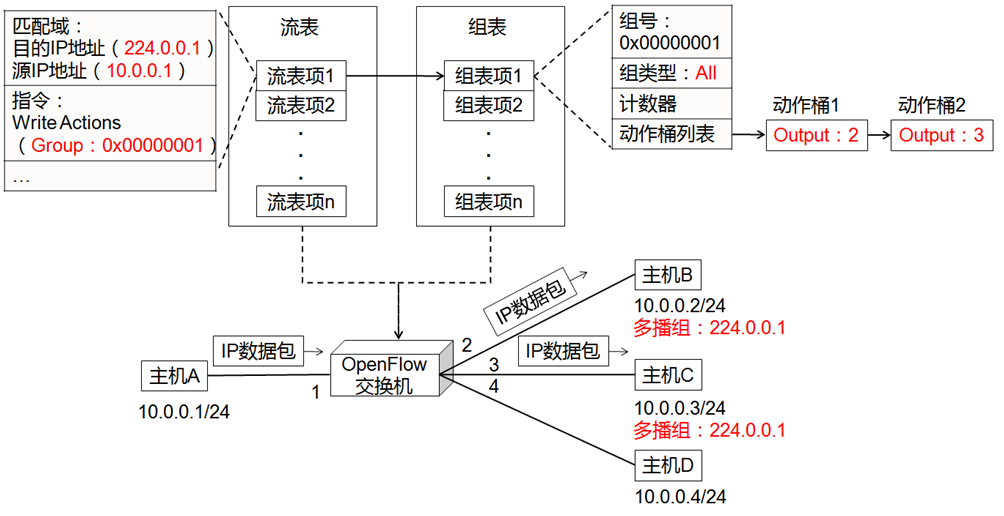 匹配域：
目的IP地址（224.0.0.1）
源IP地址（10.0.0.1）
指令：
Write Actions
（Group：0x00000001）
…
流表
流表项1
流表项2
流表项n
组表
组表项1
组表项2
组表项n
组号：
0x00000001
组类型：All
计数器
动作桶列表
动作桶1
Output：2
动作桶2
Output：3
IP数据包
主机A
10.0.0.1/24
1
OpenFlow
交换机
2
3
4
IP数据包
主机B
10.0.0.2/24
多播组：224.0.0.1
IP数据包
主机C
10.0.0.3/24
多播组：224.0.0.1
主机D
10.0.0.4/24